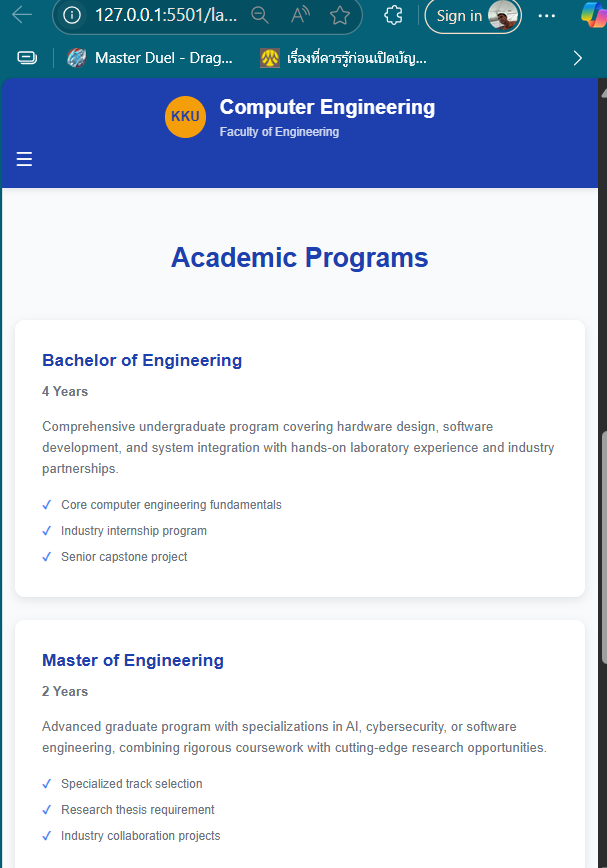 127.0.0.1:5501/la...
Sign in
Master Duel - Drag...
เรื่องที่ควรรู้ก่อนเปิดบัญ...
KKU
Computer Engineering
Faculty of Engineering
Academic Programs
Bachelor of Engineering
4 Years
Comprehensive undergraduate program covering hardware design, software
development, and system integration with hands-on laboratory experience and industry
partnerships.
✓ Core computer engineering fundamentals
✓ Industry internship program
✓ Senior capstone project
Master of Engineering
2 Years
Advanced graduate program with specializations in AI, cybersecurity, or software
engineering, combining rigorous coursework with cutting-edge research opportunities.
✓ Specialized track selection
✓ Research thesis requirement
✓ Industry collaboration projects